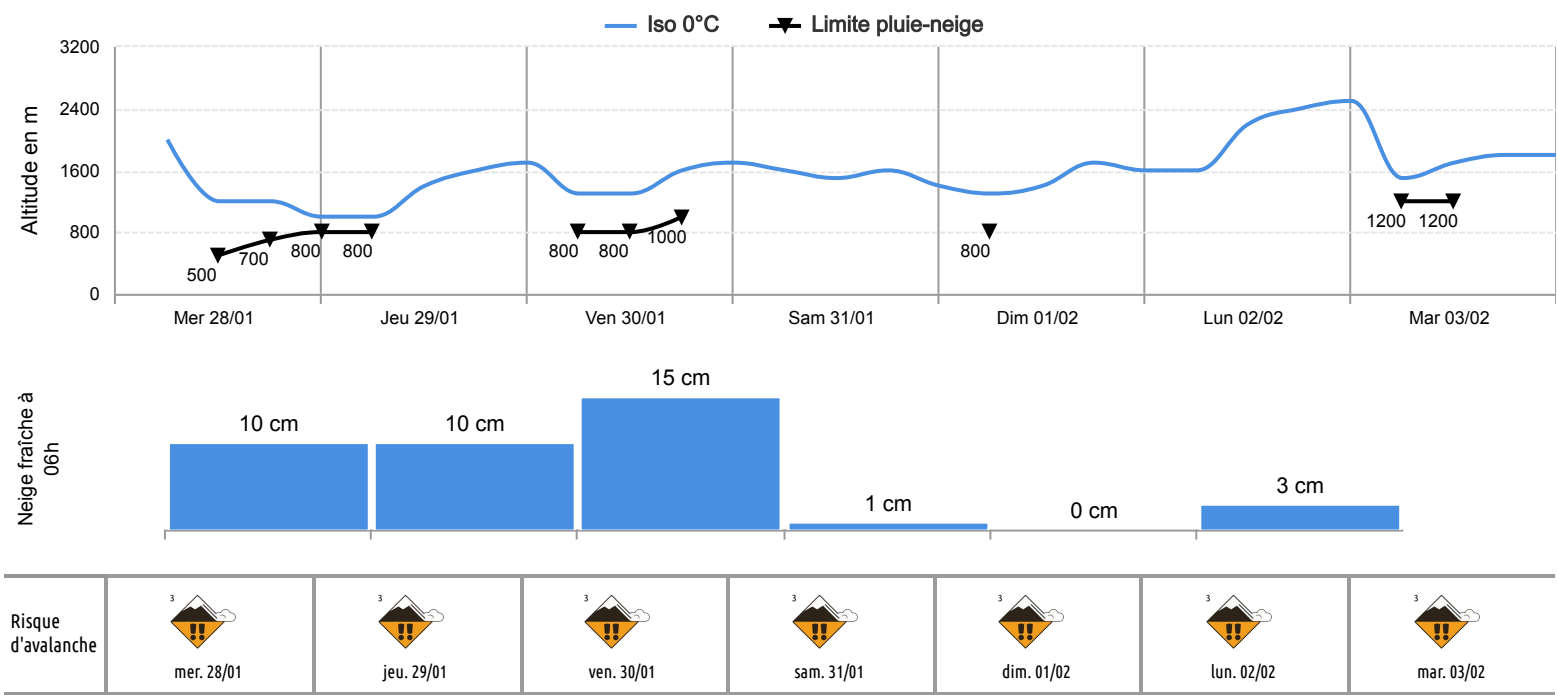 Iso 0°C Limite pluie-neige
3200
2400
1600
800
0
Altitude en m
500 700 800 800 800 800 1000 800 1200 1200
Mer 28/01 Jeu 29/01 Ven 30/01 Sam 31/01 Dim 01/02 Lun 02/02 Mar 03/02
Neige fraîche à
06h
10 cm 10 cm 15 cm 1 cm 0 cm 3 cm
Risque
d'avalanche
3 3 3 3 3 3 3
mer. 28/01 jeu. 29/01 ven. 30/01 sam. 31/01 dim. 01/02 lun. 02/02 mar. 03/02